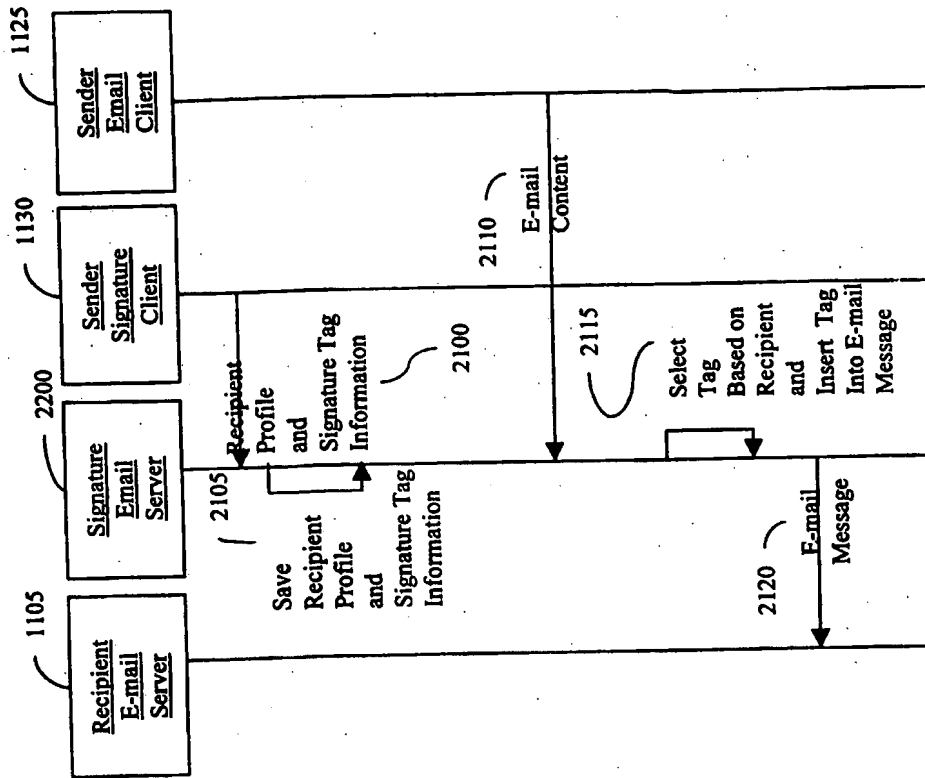 1125
Sender
Email
Client
1130
Sender
Signature
Client
2200
Signature
Email
Server
1105
Recipient
E-mail
Server
Recipient
Profile
and
Signature Tag
Information
2100
2105
Save
Recipient
Profile
and
Signature Tag
Information
2110
E-mail
Content
2115
Select
Tag
Based on
Recipient
and
Insert Tag
Into E-mail
Message
2120
E-mail
Message